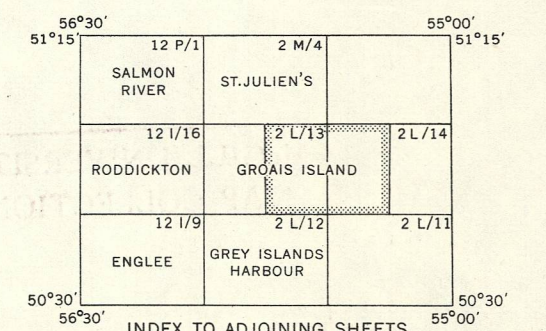 56°30′ 55°00′
51°15′ 12 P/1 2 M/4 51°15′
SALMON
RIVER ST.JULIEN'S
12 I/16 2 L/13 2 L/14
RODDICKTON GROAIS ISLAND
12 I/9 2 L/12 2 L/11
ENGLEE GREY ISLANDS
HARBOUR
50°30′ 50°30′
56°30′ 55°00′
INDEX TO ADJOINING SHEETS